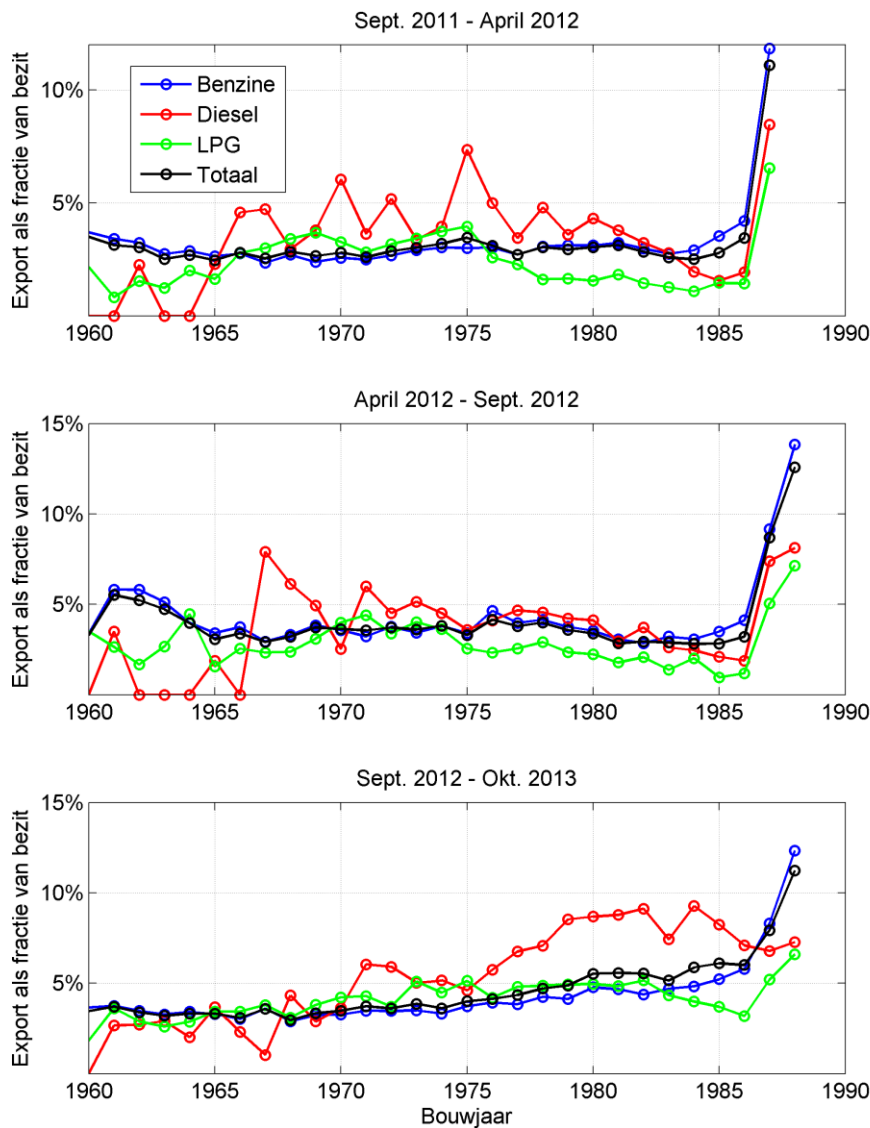 Sept. 2011 - April 2012
Export als fractie van bezit
10%
5%
Benzine
Diesel
LPG
Totaal
1960 1965 1970 1975 1980 1985 1990
April 2012 - Sept. 2012
Export als fractie van bezit
15%
10%
5%
1960 1965 1970 1975 1980 1985 1990
Sept. 2012 - Okt. 2013
Export als fractie van bezit
15%
10%
5%
1960 1965 1970 1975 1980 1985 1990
Bouwjaar